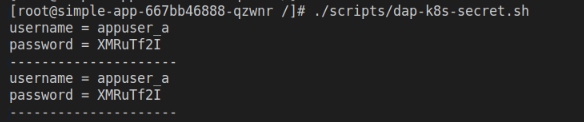 [root@simple-app-667bb46888-qzwnr /]# ./scripts/dap-k8s-secret.sh
username = appuser_a
password = XMRuTf2I
--------------------
username = appuser_a
password = XMRuTf2I
--------------------